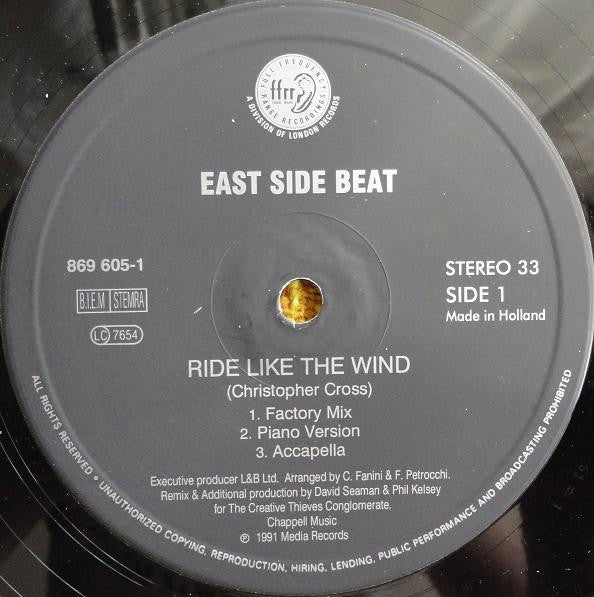 FULL FREQUENCY
ffrr
TRADE MARK
RANGE RECORDINGS
A DIVISION OF LONDON RECORDS
EAST SIDE BEAT
869 605-1
B.I.E.M STEMRA
LC 7654
STEREO 33
SIDE 1
Made in Holland
RIDE LIKE THE WIND
(Christopher Cross)
1. Factory Mix
2. Piano Version
3. Accapella
Executive producer L&B Ltd. Arranged by C. Fanini & F. Petrocchi.
Remix & Additional production by David Seaman & Phil Kelsey
for The Creative Thieves Conglomerate.
Chappell Music
℗ 1991 Media Records
ALL RIGHTS RESERVED • UNAUTHORIZED COPYING, REPRODUCTION, HIRING, LENDING, PUBLIC PERFORMANCE AND BROADCASTING PROHIBITED